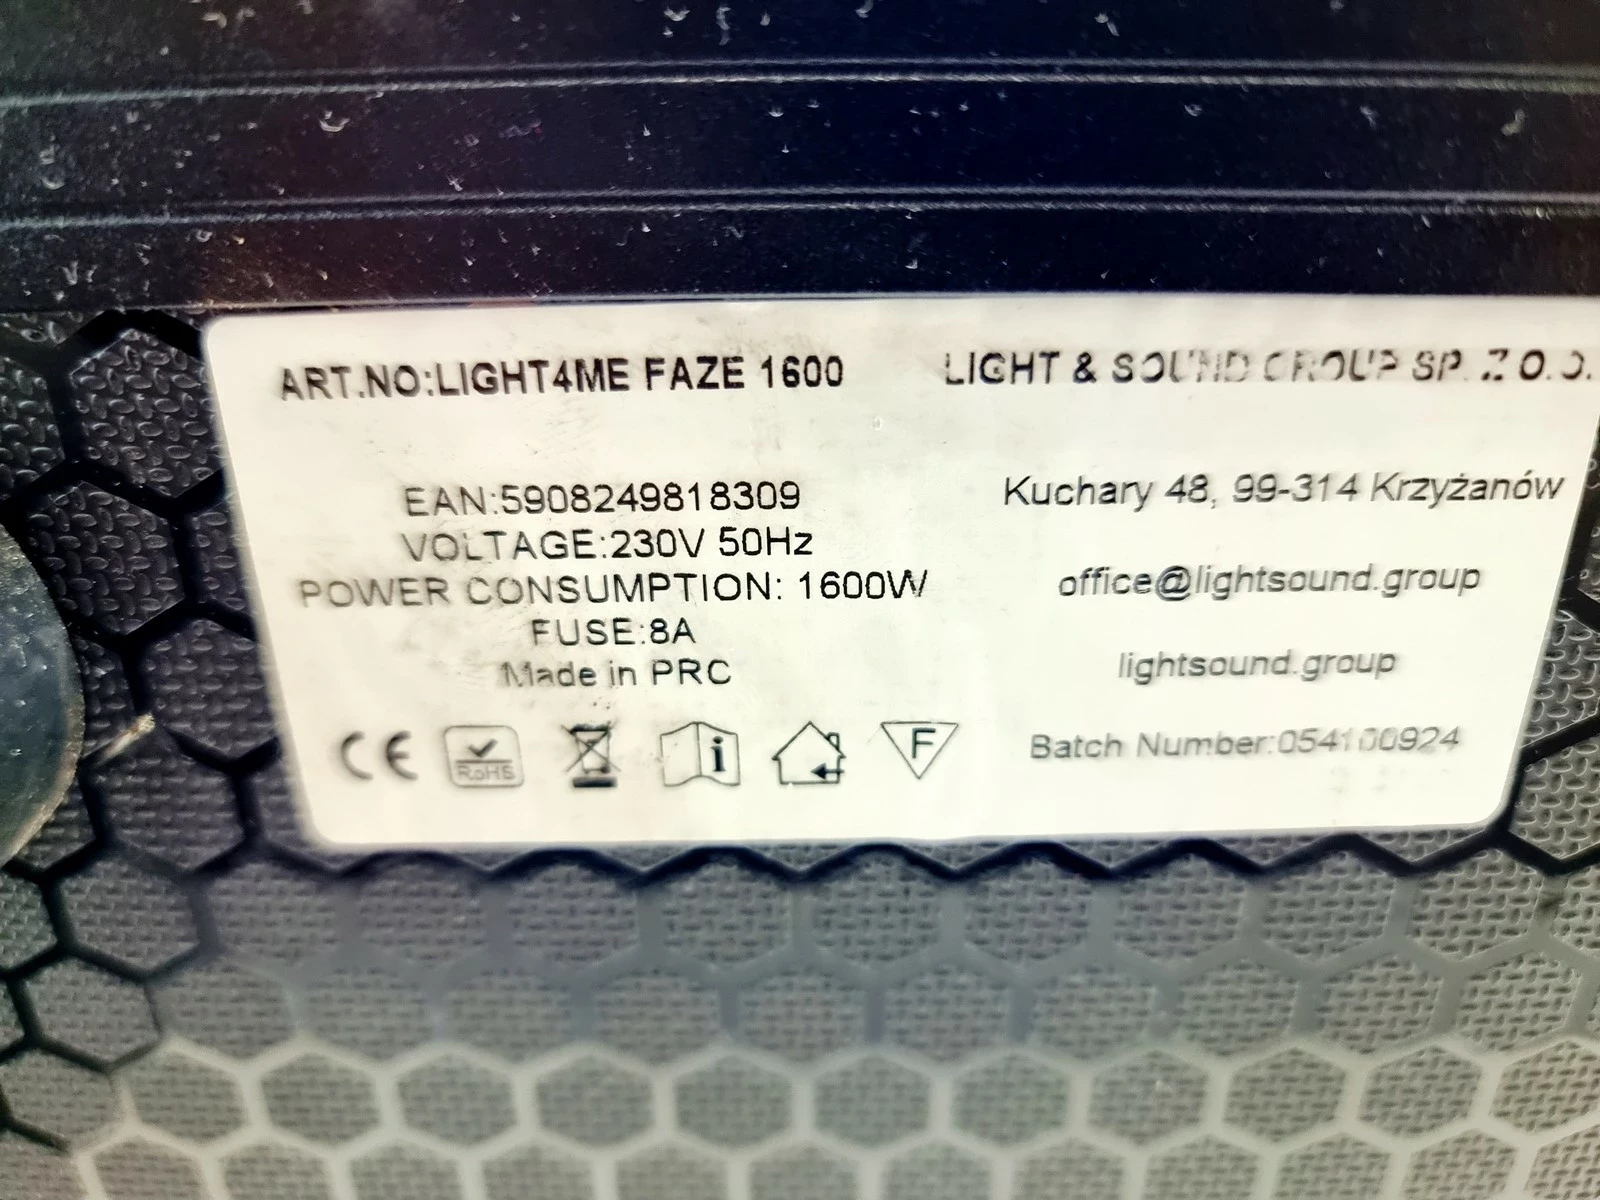 ART.NO:LIGHT4ME FAZE 1600
EAN:5908249818309
VOLTAGE:230V 50Hz
POWER CONSUMPTION: 1600W
FUSE:8A
Made in PRC
CE
RoHS
i
F
LIGHT & SOUND GROUP SP. Z O.O.
Kuchary 48, 99-314 Krzyżanów
office@lightsound.group
lightsound.group
Batch Number:054100924